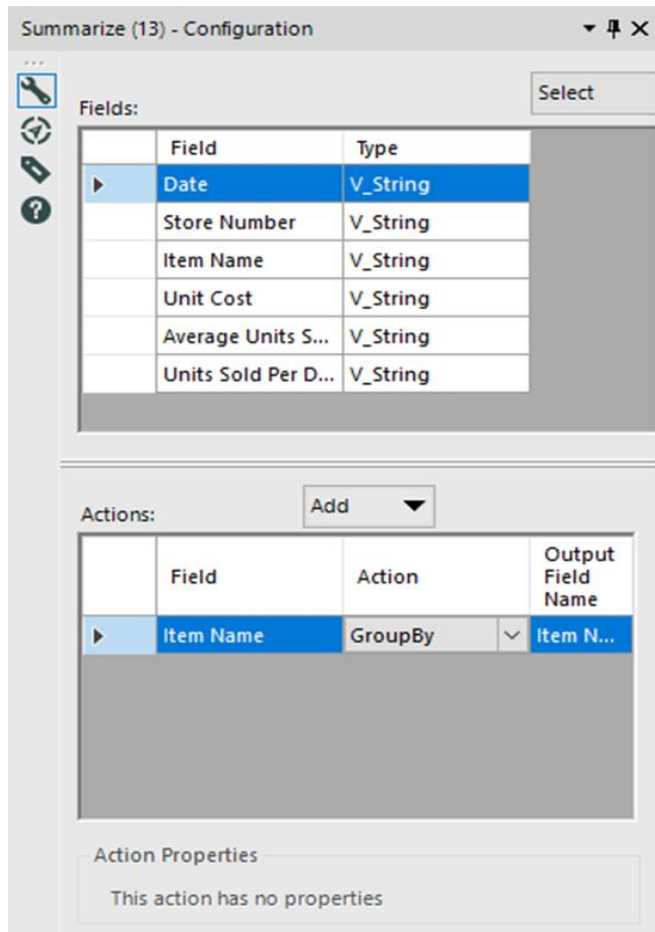 Summarize (13) - Configuration
Select
Fields:
Field Type
Date V_String
Store Number V_String
Item Name V_String
Unit Cost V_String
Average Units S... V_String
Units Sold Per D... V_String
Actions:
Add
Field Action Output Field Name
Item Name GroupBy Item N...
Action Properties
This action has no properties